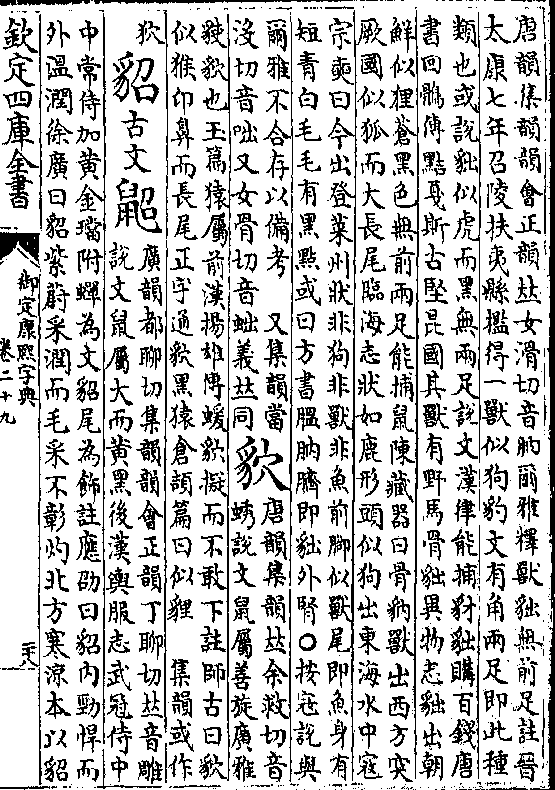 唐韻集韻韻會正韻𠀤女滑切音肭爾雅釋獸貀無前足註晉
太康七年召陵扶夷縣檻得一獸似狗豹文有角兩足即此種
類也或說貀似虎而黑無兩足說文漢律能捕豺貀購百錢唐
書回鶻傳黠戛斯古堅昆國其獸有野馬骨貀異物志貀出朝
鮮似狸蒼黑色無前兩足能捕鼠陳藏器曰骨豽獸出西方突
厥國似狐而大長尾臨海志狀如鹿形頭似狗出東海水中寇
宗奭曰今出登萊州狀非狗非獸非魚前脚似獸尾即魚身有
短青白毛毛有黑點或曰方書膃肭臍即貀外腎○按寇說與
爾雅不合存以備考　又集韻當
沒切音咄又女骨切音䖓義𠀤同
貁
唐韻集韻𠀤余救切音
蜏說文鼠屬善旋廣雅
貁也玉篇猿屬前漢揚雄傳蝯貁擬而不敢下註師古曰貁
似猴卬鼻而長尾正字通貁黑猿倉頡篇曰似貍　集韻或作
㹨
貂
古文
鼦
廣韻都聊切集韻韻會正韻丁聊切𠀤音雕
說文鼠屬大而黃黑後漢輿服志武冠侍中
中常侍加黃金璫附蟬為文貂尾為飾註應劭曰貂內勁悍而
外溫潤徐廣曰貂紫蔚采潤而毛采不彰灼北方寒涼本以貂
欽定四庫全書
御定康熙字典
卷二十九